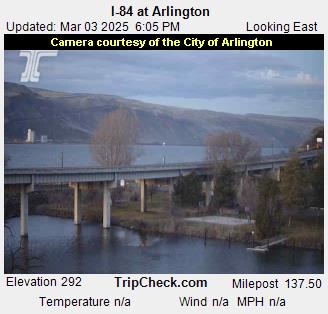 I-84 at Arlington
Updated: Mar 03 2025 6:05 PM Looking East
Camera courtesy of the City of Arlington
Elevation 292 TripCheck.com Milepost 137.50
Temperature n/a Wind n/a MPH n/a